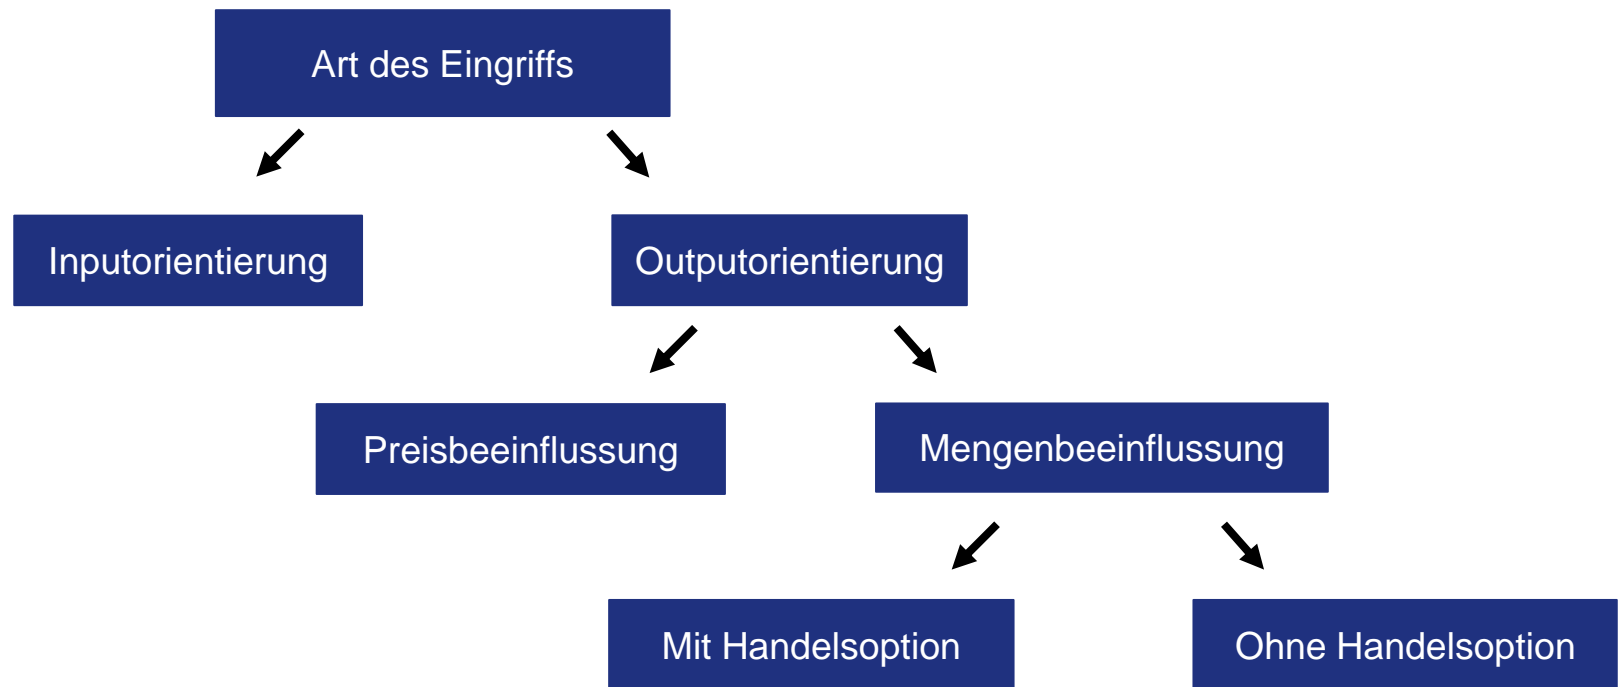 Art des Eingriffs
Inputorientierung
Outputorientierung
Preisbeeinflussung
Mengenbeeinflussung
Mit Handelsoption
Ohne Handelsoption